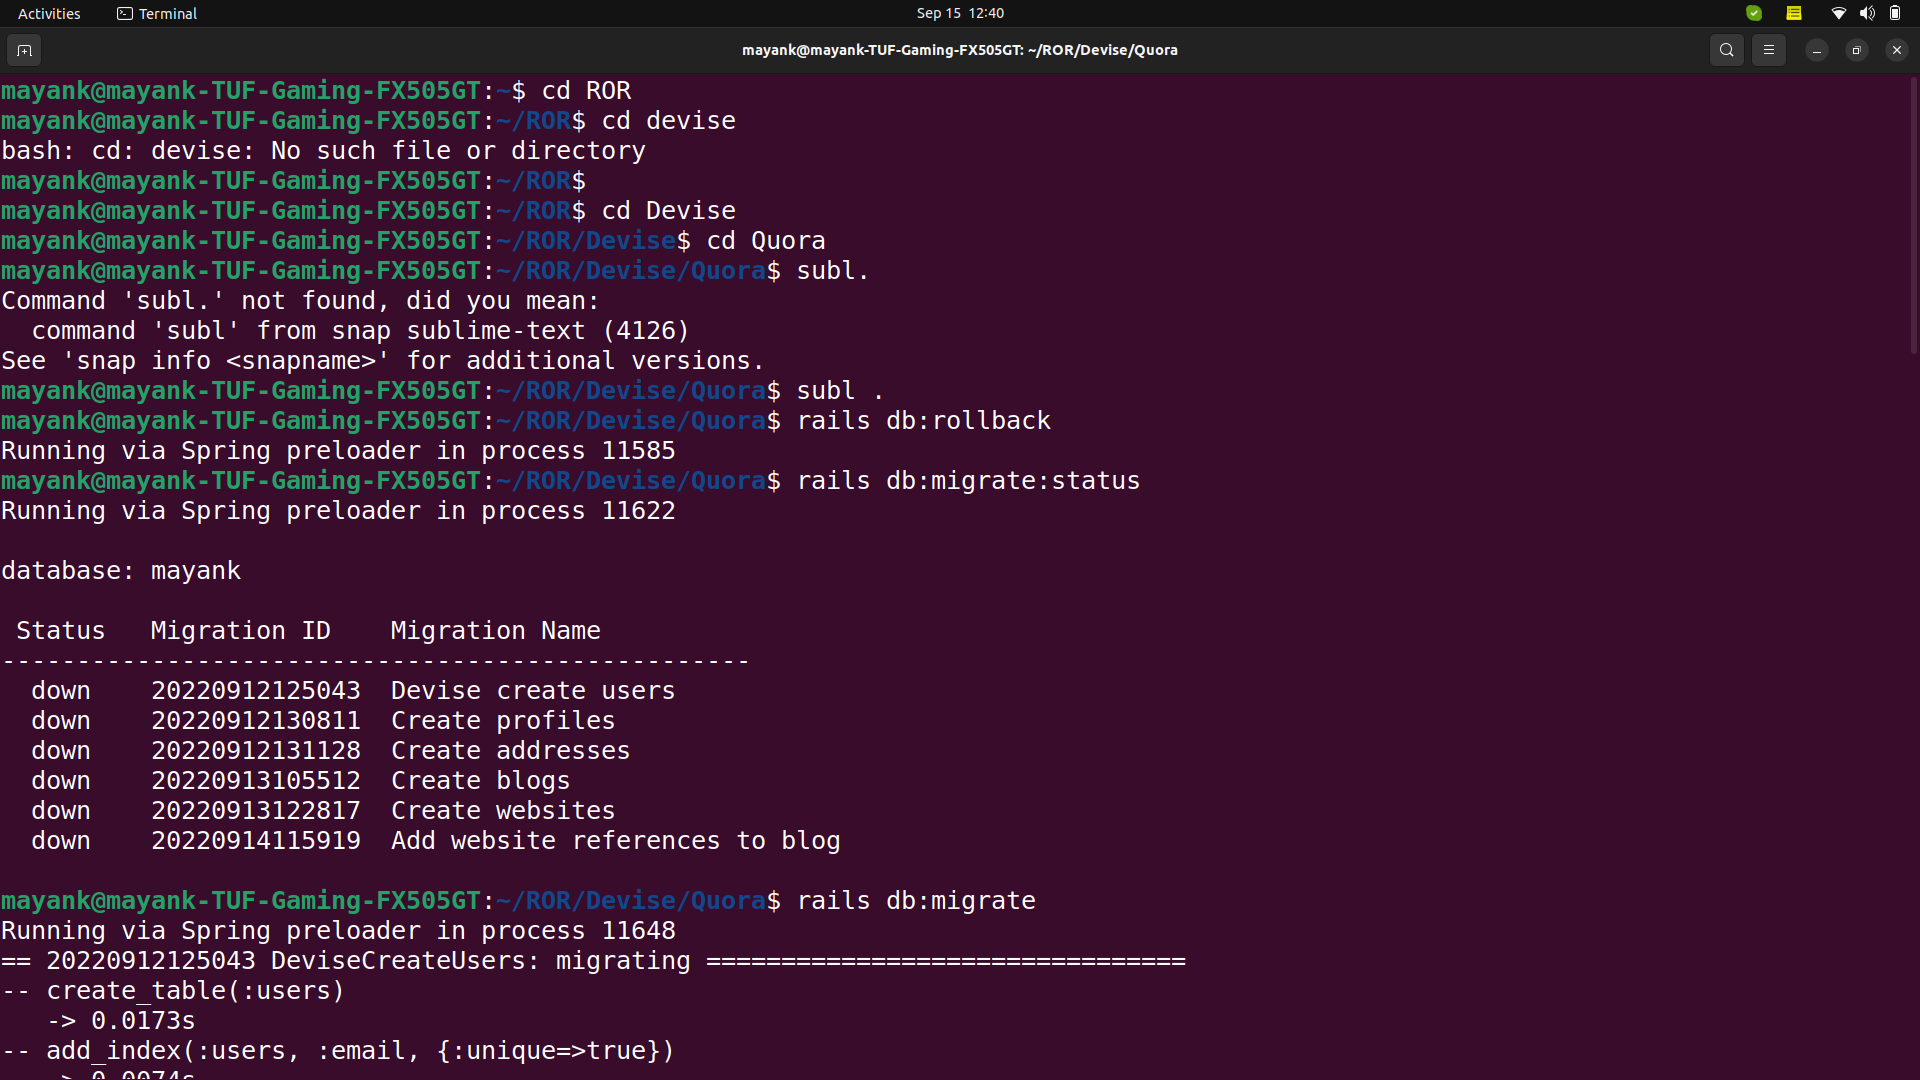 Activities Terminal Sep 15 12:40
mayank@mayank-TUF-Gaming-FX505GT: ~/ROR/Devise/Quora
mayank@mayank-TUF-Gaming-FX505GT:~$ cd ROR
mayank@mayank-TUF-Gaming-FX505GT:~/ROR$ cd devise
bash: cd: devise: No such file or directory
mayank@mayank-TUF-Gaming-FX505GT:~/ROR$
mayank@mayank-TUF-Gaming-FX505GT:~/ROR$ cd Devise
mayank@mayank-TUF-Gaming-FX505GT:~/ROR/Devise$ cd Quora
mayank@mayank-TUF-Gaming-FX505GT:~/ROR/Devise/Quora$ subl.
Command 'subl.' not found, did you mean:
  command 'subl' from snap sublime-text (4126)
See 'snap info <snapname>' for additional versions.
mayank@mayank-TUF-Gaming-FX505GT:~/ROR/Devise/Quora$ subl .
mayank@mayank-TUF-Gaming-FX505GT:~/ROR/Devise/Quora$ rails db:rollback
Running via Spring preloader in process 11585
mayank@mayank-TUF-Gaming-FX505GT:~/ROR/Devise/Quora$ rails db:migrate:status
Running via Spring preloader in process 11622
database: mayank
 Status   Migration ID    Migration Name
--------------------------------------------------
  down    20220912125043  Devise create users
  down    20220912130811  Create profiles
  down    20220912131128  Create addresses
  down    20220913105512  Create blogs
  down    20220913122817  Create websites
  down    20220914115919  Add website references to blog
mayank@mayank-TUF-Gaming-FX505GT:~/ROR/Devise/Quora$ rails db:migrate
Running via Spring preloader in process 11648
== 20220912125043 DeviseCreateUsers: migrating ================================
-- create_table(:users)
   -> 0.0173s
-- add_index(:users, :email, {:unique=>true})
   -> 0.0074s